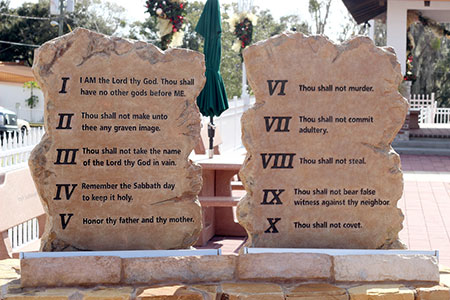 I I AM the Lord thy God. Thou shall
have no other gods before ME.
II Thou shall not make unto
thee any graven image.
III Thou shall not take the
name of the Lord thy God in vain.
IV Remember the Sabbath day
to keep it holy.
V Honor thy father and thy mother.
VI Thou shall not murder.
VII Thou shall not commit
adultery.
VIII Thou shall not steal.
IX Thou shall not bear false
witness against thy neighbor.
X Thou shall not covet.